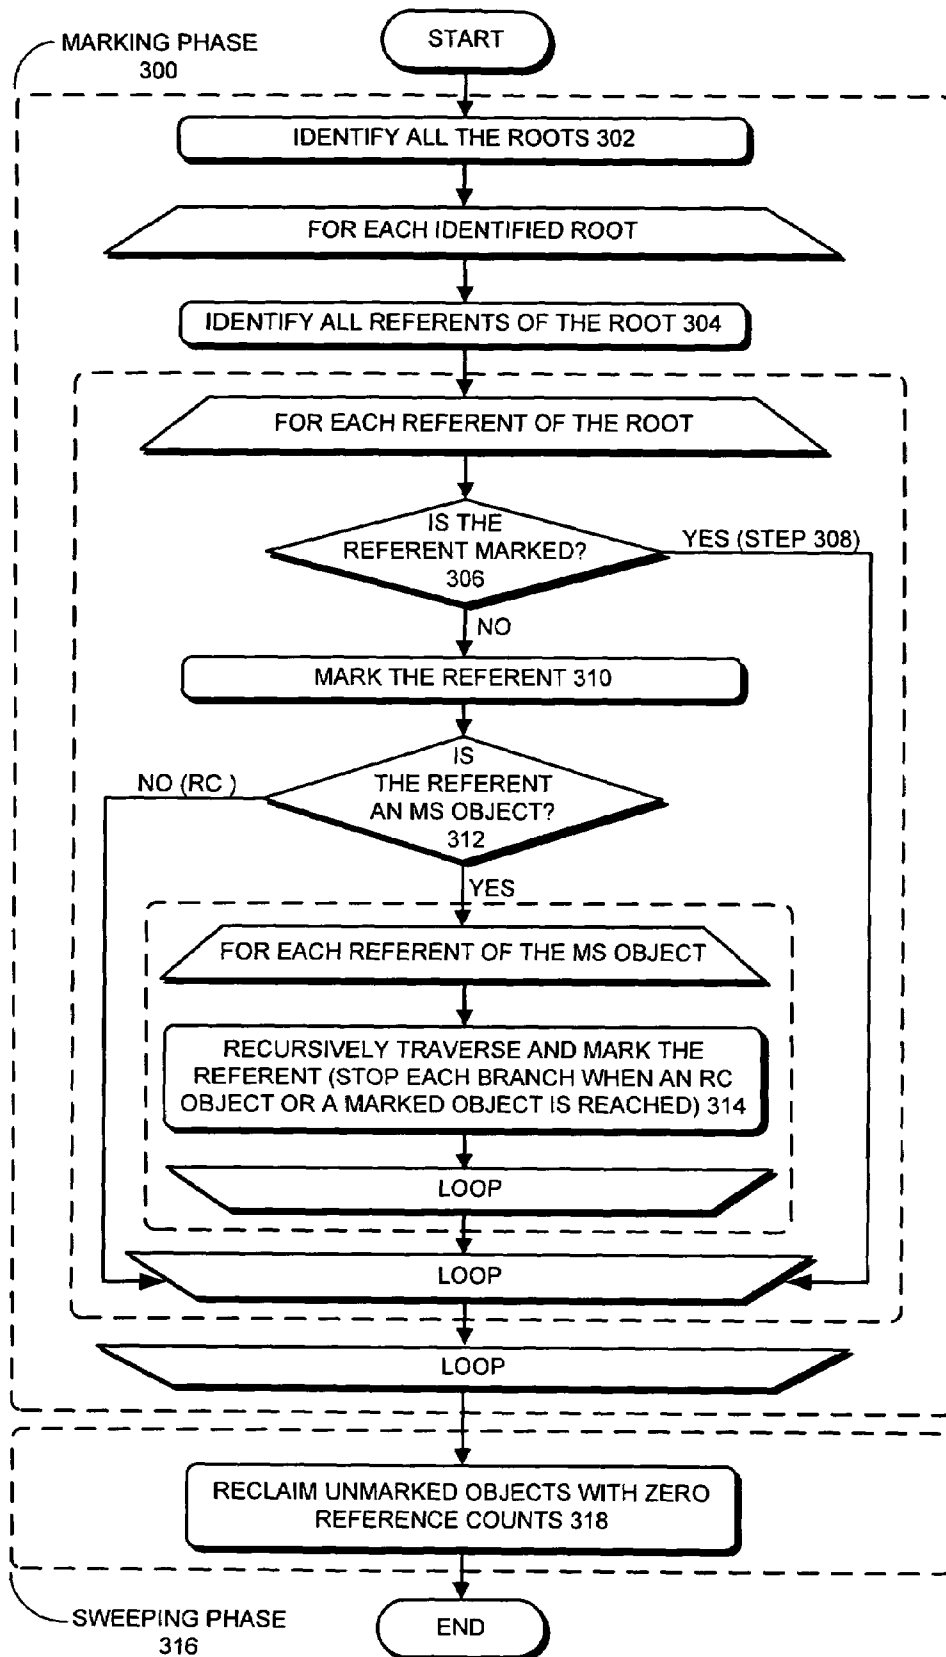 START
MARKING PHASE
300
IDENTIFY ALL THE ROOTS 302
FOR EACH IDENTIFIED ROOT
IDENTIFY ALL REFERENTS OF THE ROOT 304
FOR EACH REFERENT OF THE ROOT
IS THE
REFERENT MARKED?
306
YES (STEP 308)
NO
MARK THE REFERENT 310
IS
THE REFERENT
AN MS OBJECT?
312
NO (RC )
YES
FOR EACH REFERENT OF THE MS OBJECT
RECURSIVELY TRAVERSE AND MARK THE
REFERENT (STOP EACH BRANCH WHEN AN RC
OBJECT OR A MARKED OBJECT IS REACHED) 314
LOOP
LOOP
LOOP
RECLAIM UNMARKED OBJECTS WITH ZERO
REFERENCE COUNTS 318
SWEEPING PHASE
316
END